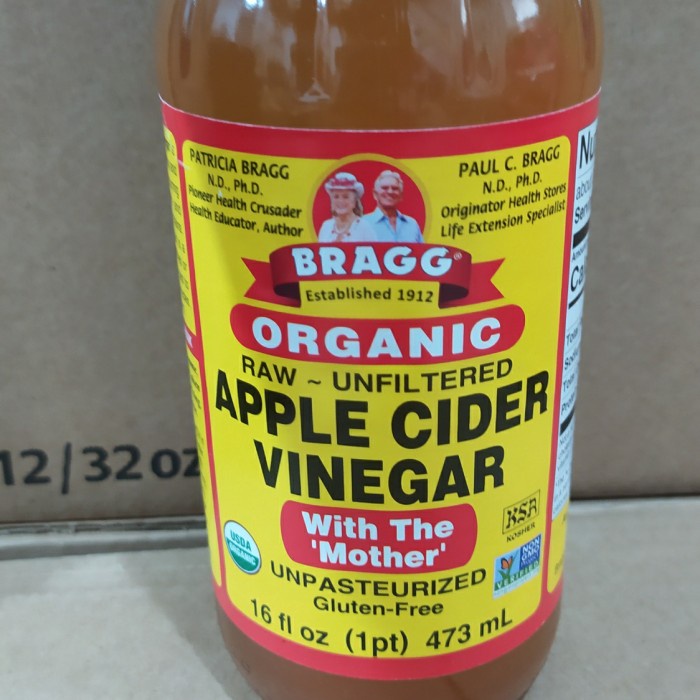 PATRICIA BRAGG
N.D., Ph.D.
Pioneer Health Crusader
Health Educator, Author
PAUL C. BRAGG
N.D., Ph.D.
Originator Health Stores
Life Extension Specialist
BRAGG®
Established 1912
ORGANIC
RAW ~ UNFILTERED
APPLE CIDER
VINEGAR
With The
'Mother'
USDA
ORGANIC
KSA
KOSHER
NON
GMO
VERIFIED
UNPASTEURIZED
Gluten-Free
16 fl oz (1pt) 473 mL
12/32 oz